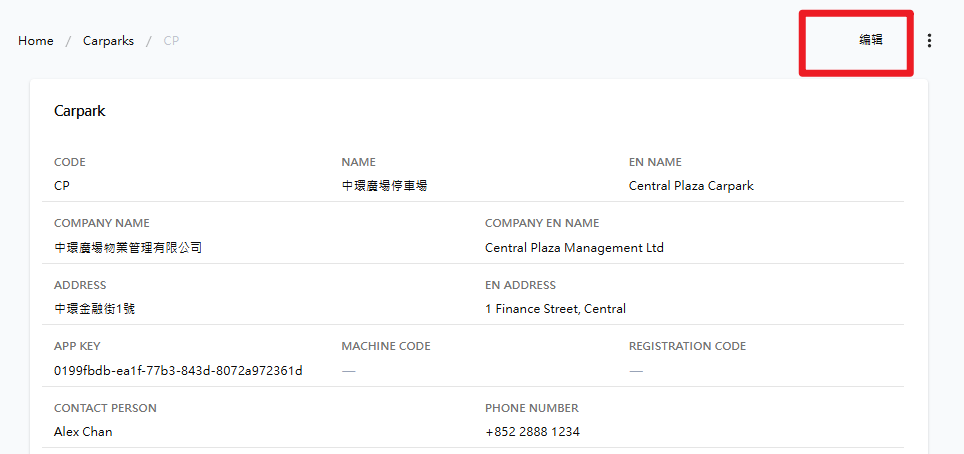 Home / Carparks / CP 编辑
Carpark
CODE NAME EN NAME
CP 中環廣場停車場 Central Plaza Carpark
COMPANY NAME COMPANY EN NAME
中環廣場物業管理有限公司 Central Plaza Management Ltd
ADDRESS EN ADDRESS
中環金融街1號 1 Finance Street, Central
APP KEY MACHINE CODE REGISTRATION CODE
0199fbdb-ea1f-77b3-843d-8072a972361d — —
CONTACT PERSON PHONE NUMBER
Alex Chan +852 2888 1234